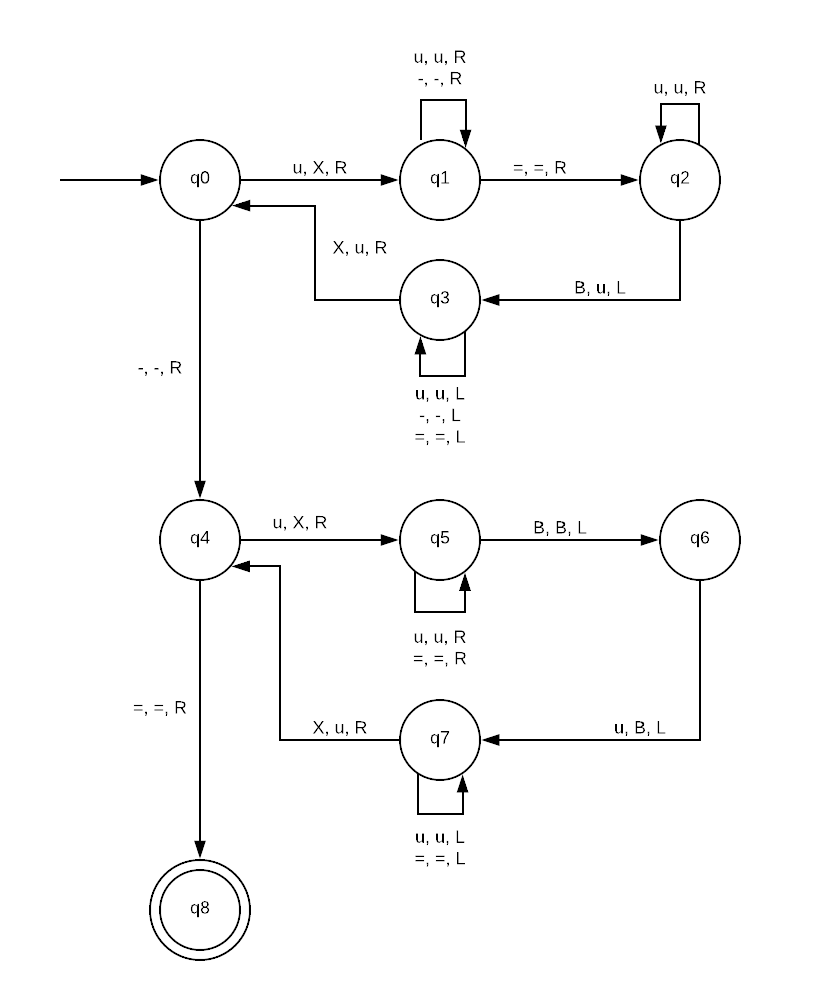 u, u, R
-, -, R
u, u, R
q0
u, X, R
q1
=, =, R
q2
X, u, R
q3
B, u, L
-, -, R
u, u, L
-, -, L
=, =, L
q4
u, X, R
q5
B, B, L
q6
u, u, R
=, =, R
=, =, R
X, u, R
q7
u, B, L
u, u, L
=, =, L
q8